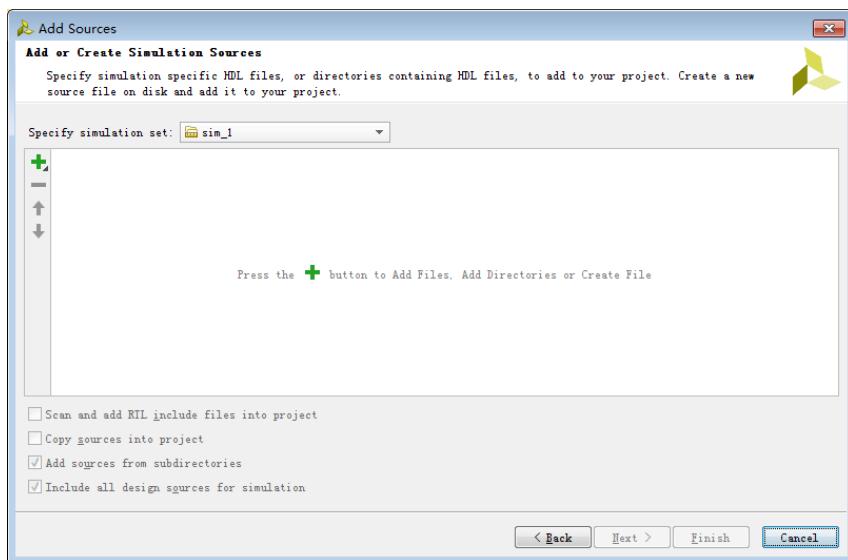 Add Sources
Add or Create Simulation Sources
Specify simulation specific HDL files, or directories containing HDL files, to add to your project. Create a new
source file on disk and add it to your project.
Specify simulation set: sim_1
Press the + button to Add Files, Add Directories or Create File
Scan and add RTL include files into project
Copy sources into project
Add sources from subdirectories
Include all design sources for simulation
< Back Next > Finish Cancel